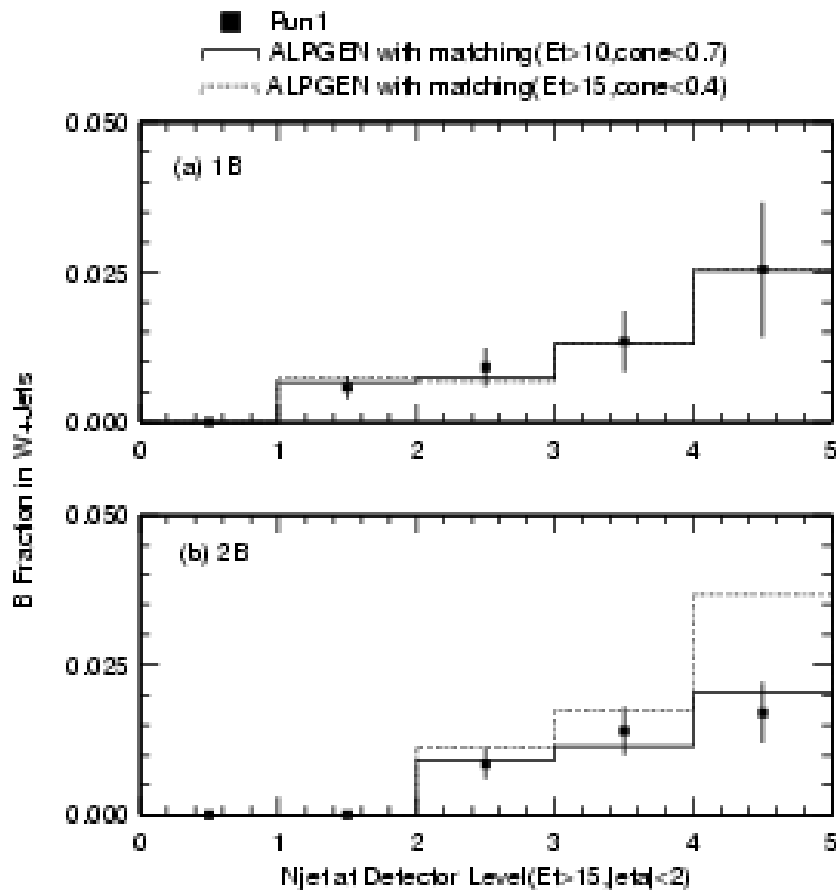 Run1
ALPGEN with matching(Et>10,cone<0.7)
ALPGEN with matching(Et>15,cone<0.4)
0.050
(a) 1B
0.025
0.000
0 1 2 3 4 5
B Fraction in W+Jets
0.050
(b) 2B
0.025
0.000
0 1 2 3 4 5
Njet at Detector Level(Et>15,|eta|<2)